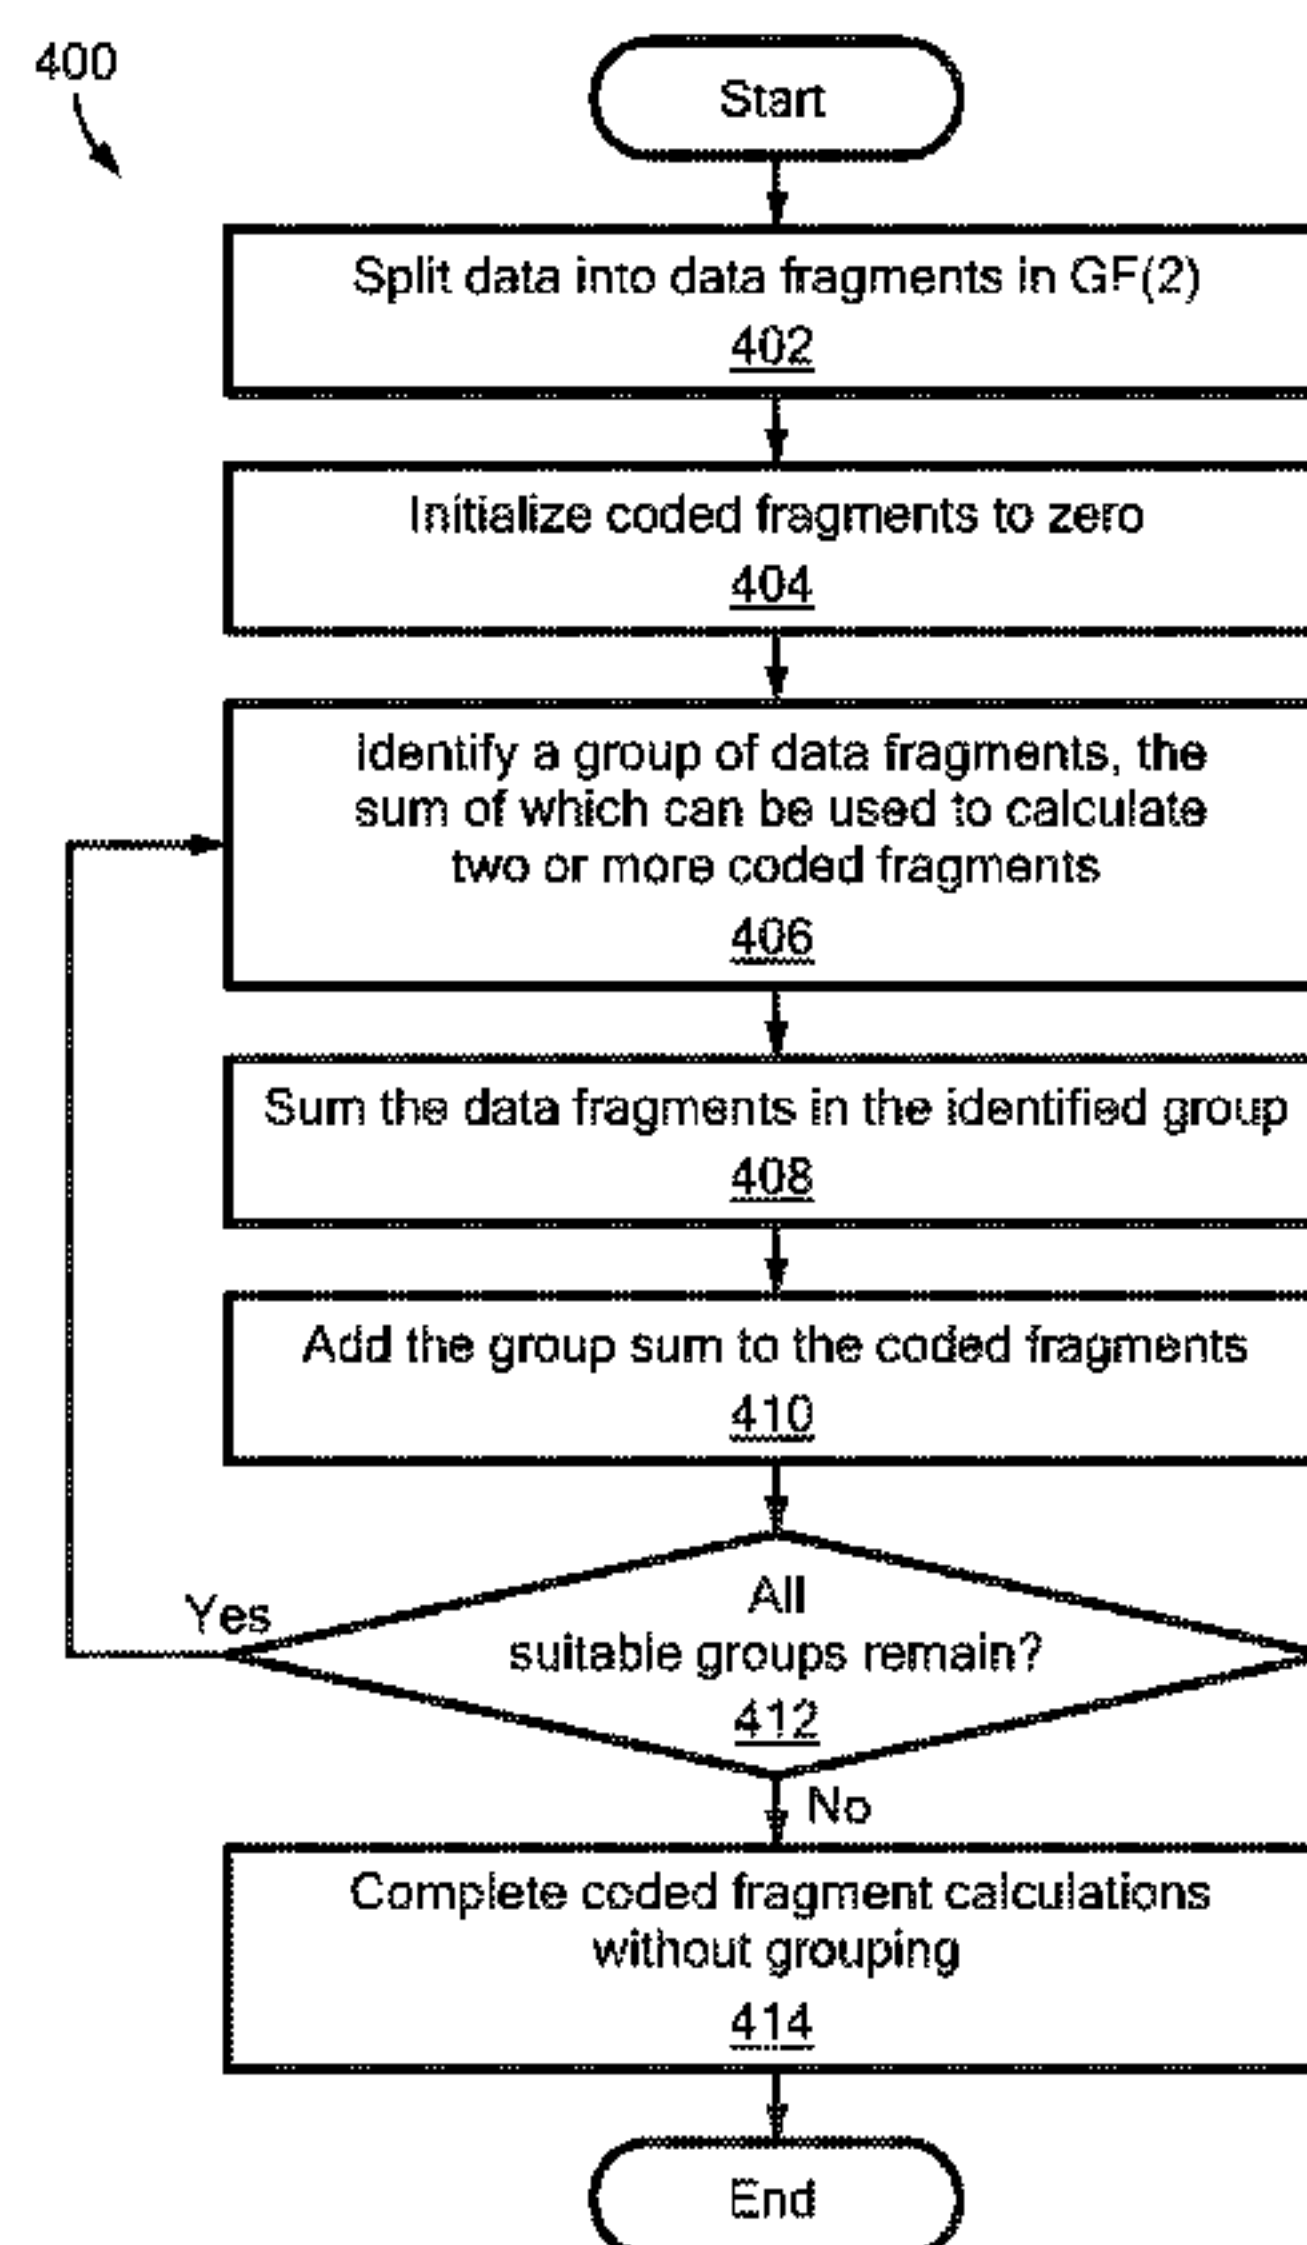 400
Start
Split data into data fragments in GF(2)
402
Initialize coded fragments to zero
404
Identify a group of data fragments, the
sum of which can be used to calculate
two or more coded fragments
406
Sum the data fragments in the identified group
408
Add the group sum to the coded fragments
410
Yes
All
suitable groups remain?
412
No
Complete coded fragment calculations
without grouping
414
End